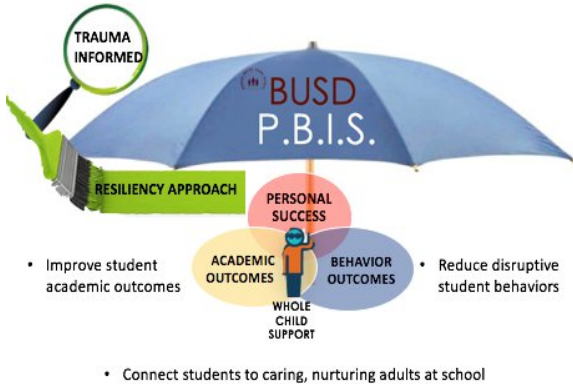 TRAUMA
INFORMED
BUSD
P.B.I.S.
RESILIENCY APPROACH
PERSONAL
SUCCESS
ACADEMIC
OUTCOMES
BEHAVIOR
OUTCOMES
WHOLE
CHILD
SUPPORT
• Improve student
academic outcomes
• Reduce disruptive
student behaviors
• Connect students to caring, nurturing adults at school